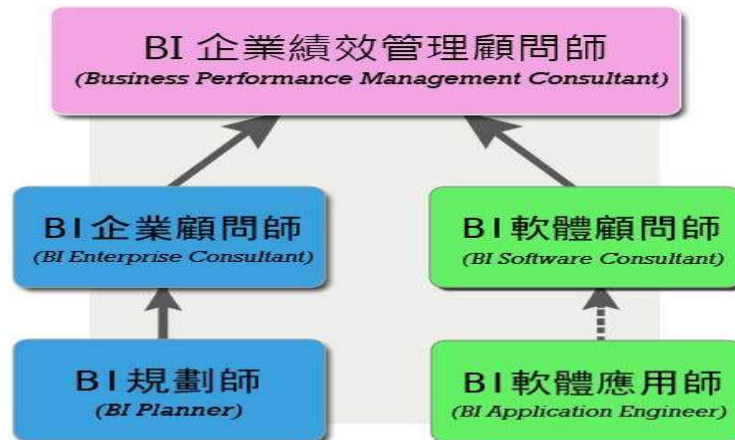 BI 企業績效管理顧問師
(Business Performance Management Consultant)
BI企業顧問師
(BI Enterprise Consultant)
BI軟體顧問師
(BI Software Consultant)
BI規劃師
(BI Planner)
BI軟體應用師
(BI Application Engineer)